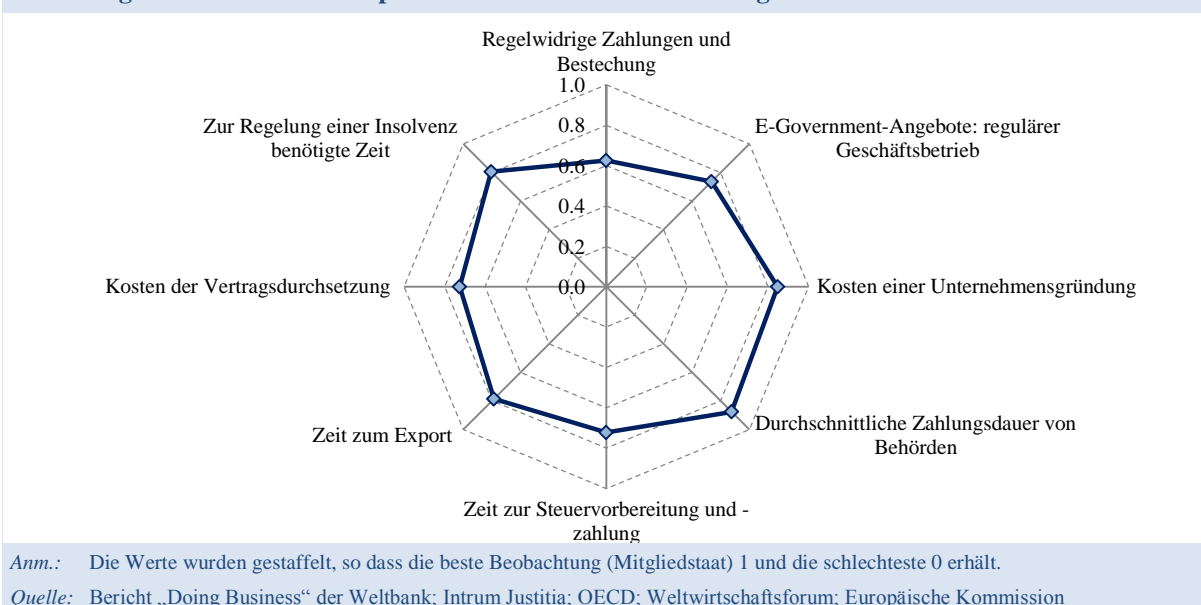 Regelwidrige Zahlungen und
Bestechung
1.0
0.8
0.6
0.4
0.2
0.0
E-Government-Angebote: regulärer
Geschäftsbetrieb
Kosten einer Unternehmensgründung
Durchschnittliche Zahlungsdauer von
Behörden
Zeit zur Steuervorbereitung und -
zahlung
Zeit zum Export
Kosten der Vertragsdurchsetzung
Zur Regelung einer Insolvenz
benötigte Zeit
Anm.: Die Werte wurden gestaffelt, so dass die beste Beobachtung (Mitgliedstaat) 1 und die schlechteste 0 erhält.
Quelle: Bericht „Doing Business“ der Weltbank; Intrum Justitia; OECD; Weltwirtschaftsforum; Europäische Kommission